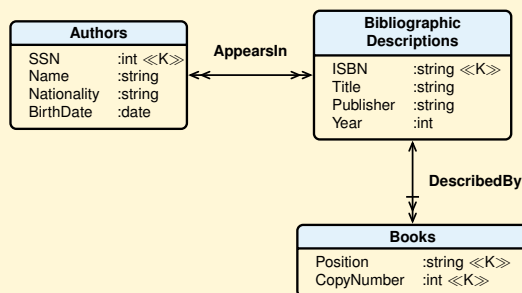 Authors
SSN :int ≪K≫
Name :string
Nationality :string
BirthDate :date
AppearsIn
Bibliographic
Descriptions
ISBN :string ≪K≫
Title :string
Publisher :string
Year :int
DescribedBy
Books
Position :string ≪K≫
CopyNumber :int ≪K≫